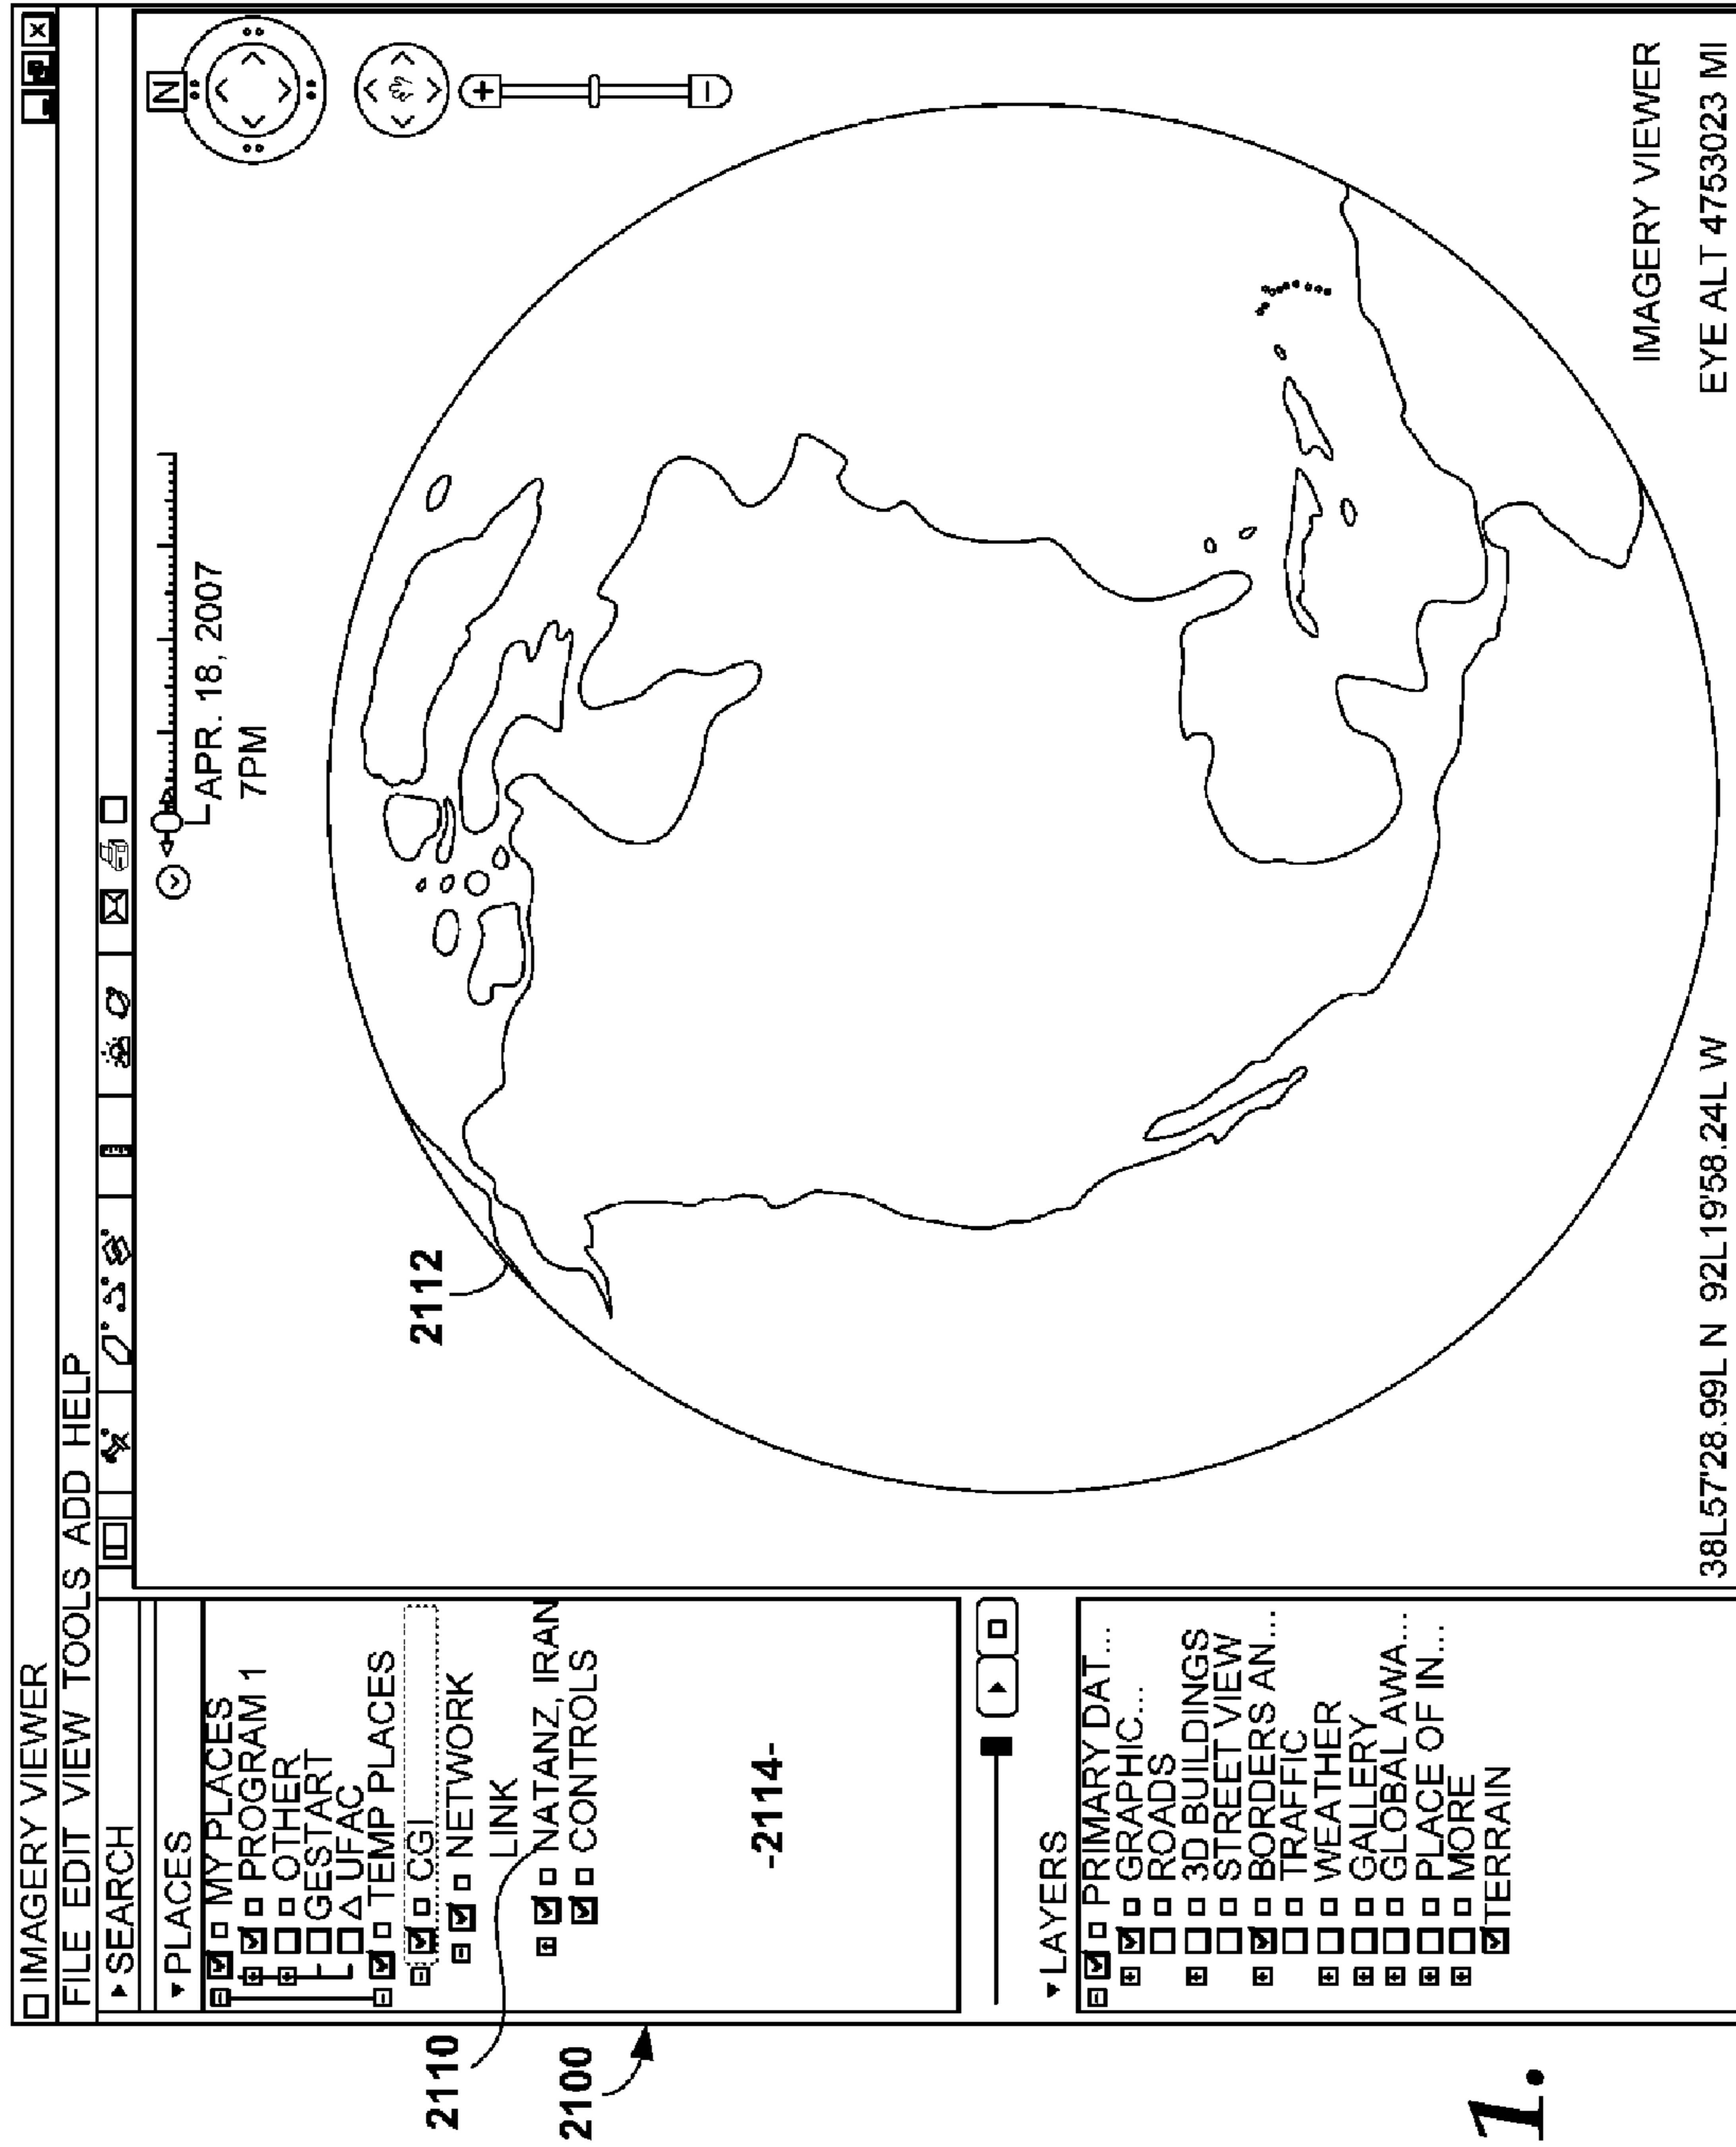 IMAGERY VIEWER
FILE EDIT VIEW TOOLS ADD HELP
SEARCH
PLACES
MY PLACES
PROGRAM 1
OTHER
GESTART
UFAC
TEMP PLACES
CGI
NETWORK
LINK
NATANZ, IRAN
CONTROLS
-2114-
LAYERS
PRIMARY DAT...
GRAPHIC...
ROADS
3D BUILDINGS
STREET VIEW
BORDERS AN...
TRAFFIC
WEATHER
GALLERY
GLOBAL AWA...
PLACE OF IN...
MORE
TERRAIN
2110
2100
2112
APR. 18, 2007
7PM
N
38L57'28.99L N 92L19'58.24L W
IMAGERY VIEWER
EYE ALT 4753023 MI
1.